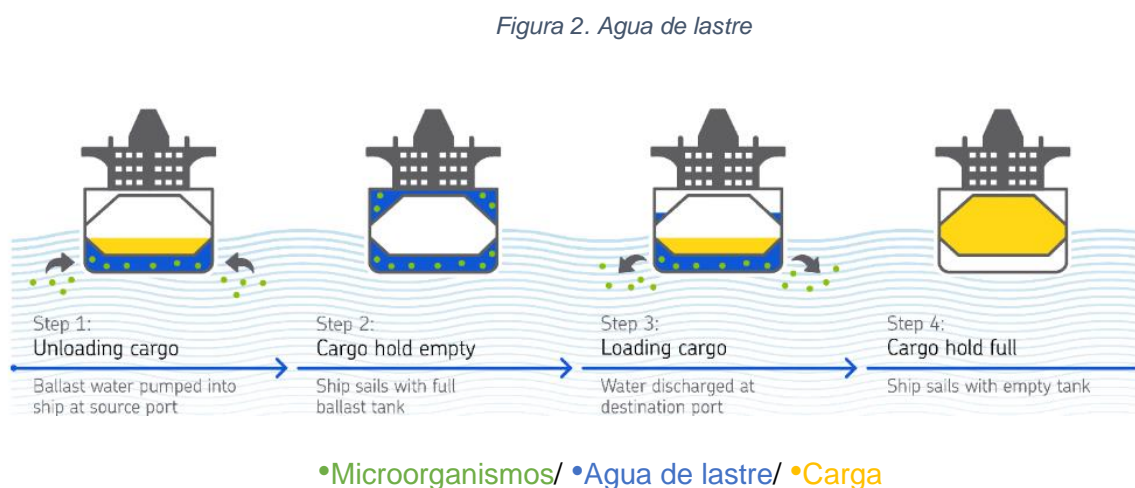 Figura 2. Agua de lastre
Step 1:
Unloading cargo
Ballast water pumped into
ship at source port
Step 2:
Cargo hold empty
Ship sails with full
ballast tank
Step 3:
Loading cargo
Water discharged at
destination port
Step 4:
Cargo hold full
Ship sails with empty tank
•Microorganismos/ •Agua de lastre/ •Carga